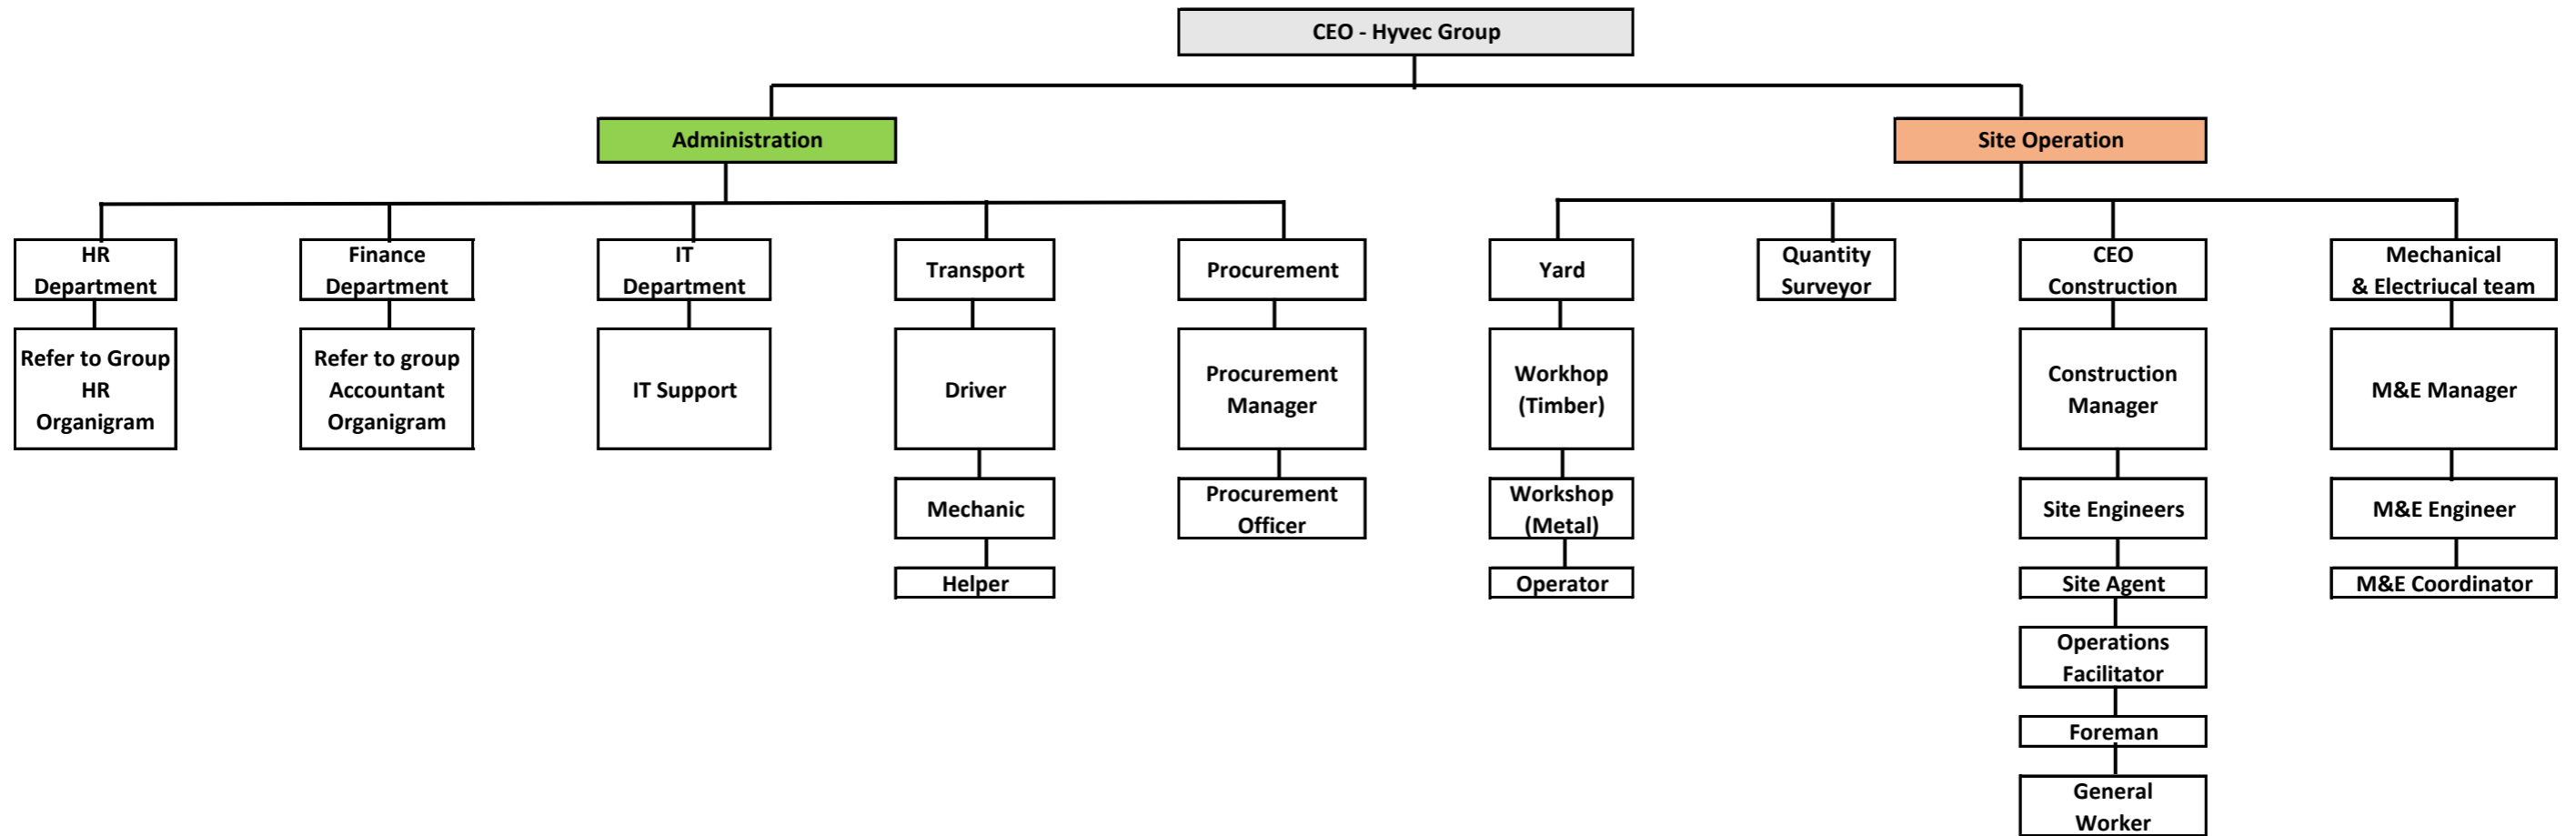 CEO - Hyvec Group
Administration
Site Operation
HR
Department
Finance
Department
IT
Department
Transport
Procurement
Yard
Quantity
Surveyor
CEO
Construction
Mechanical
& Electriucal team
Refer to Group
HR
Organigram
Refer to group
Accountant
Organigram
IT Support
Driver
Procurement
Manager
Workhop
(Timber)
Construction
Manager
M&E Manager
Mechanic
Procurement
Officer
Workshop
(Metal)
Site Engineers
M&E Engineer
Helper
Operator
Site Agent
M&E Coordinator
Operations
Facilitator
Foreman
General
Worker